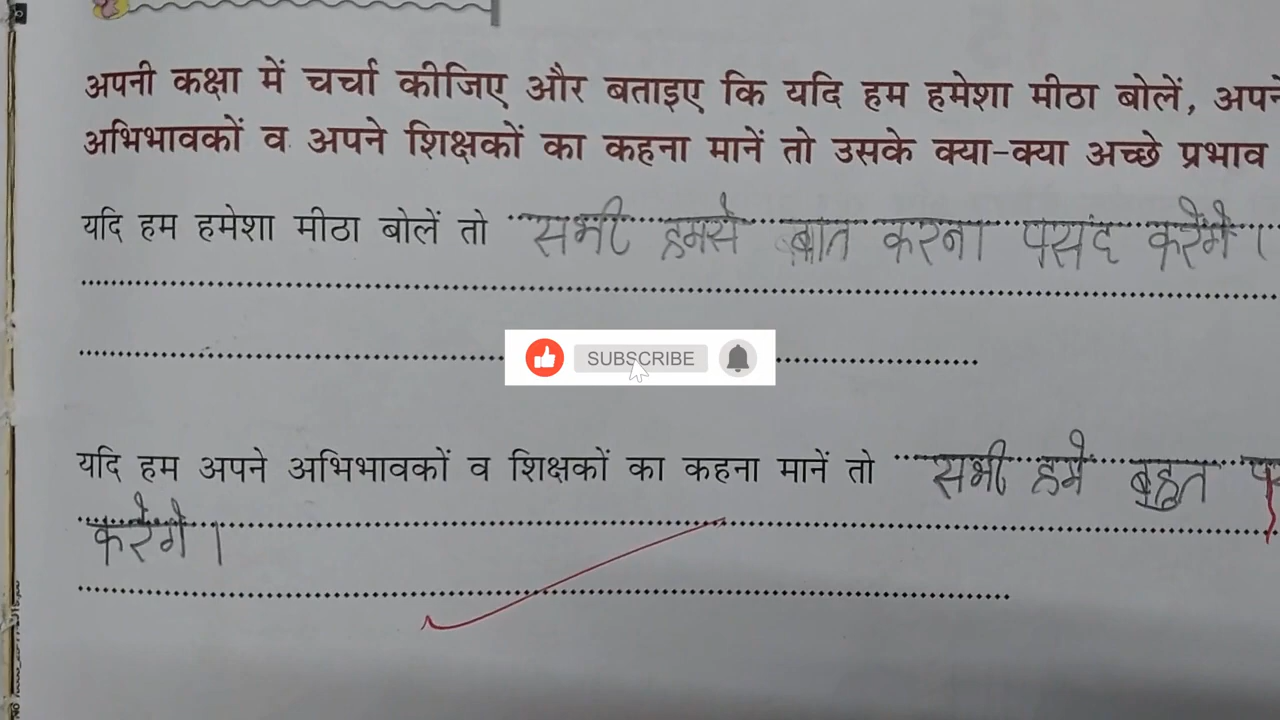 अपनी कक्षा में चर्चा कीजिए और बताइए कि यदि हम हमेशा मीठा बोलें, अपने
अभिभावकों व अपने शिक्षकों का कहना मानें तो उसके क्या-क्या अच्छे प्रभाव
यदि हम हमेशा मीठा बोलें तो सभी हमसे बात करना पसंद करेंगे।
SUBSCRIBE
यदि हम अपने अभिभावकों व शिक्षकों का कहना मानें तो सभी हमे बहुत
करेंगे।